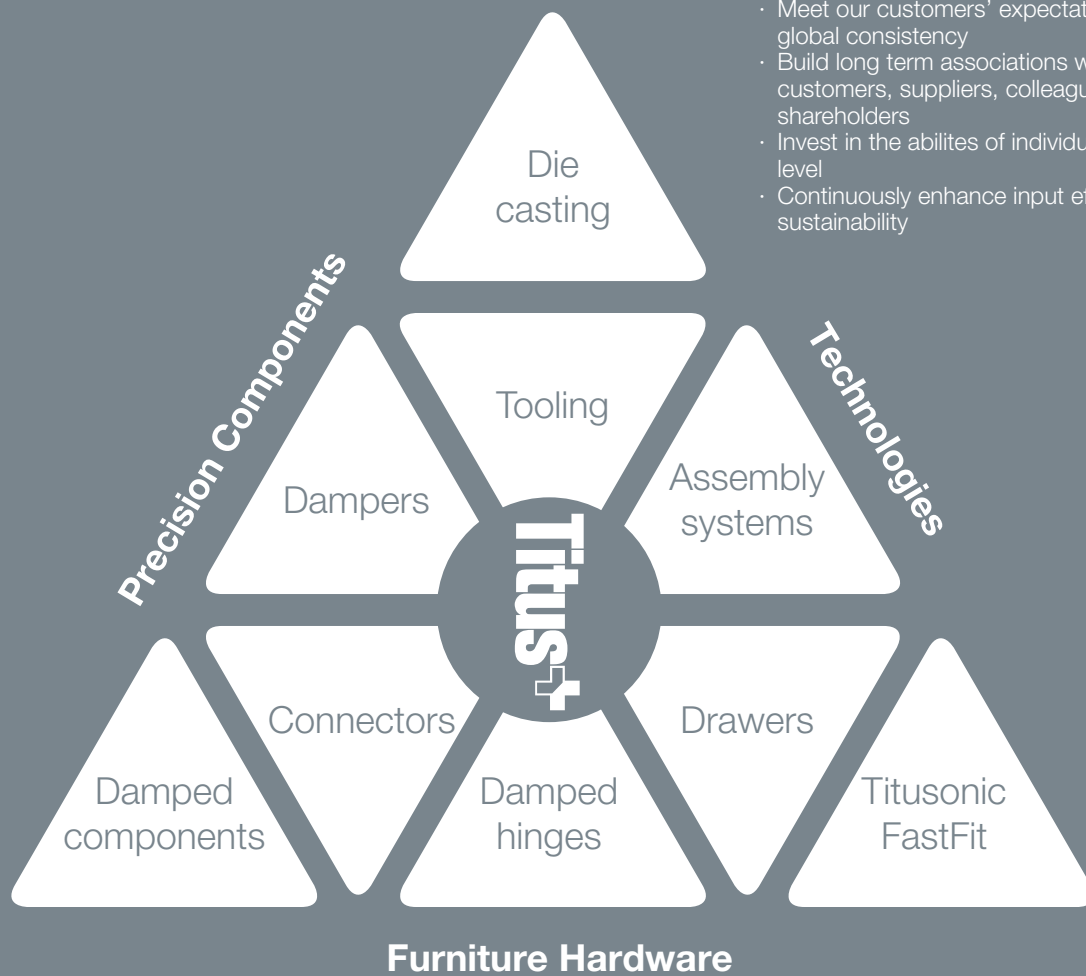 · Meet our customers' expectat
global consistency
· Build long term associations w
customers, suppliers, colleagu
shareholders
· Invest in the abilites of individu
level
· Continuously enhance input ef
sustainability
Die
casting
Precision Components
Technologies
Tooling
Dampers
Assembly
systems
Titus+
Connectors
Drawers
Damped
components
Damped
hinges
Titusonic
FastFit
Furniture Hardware